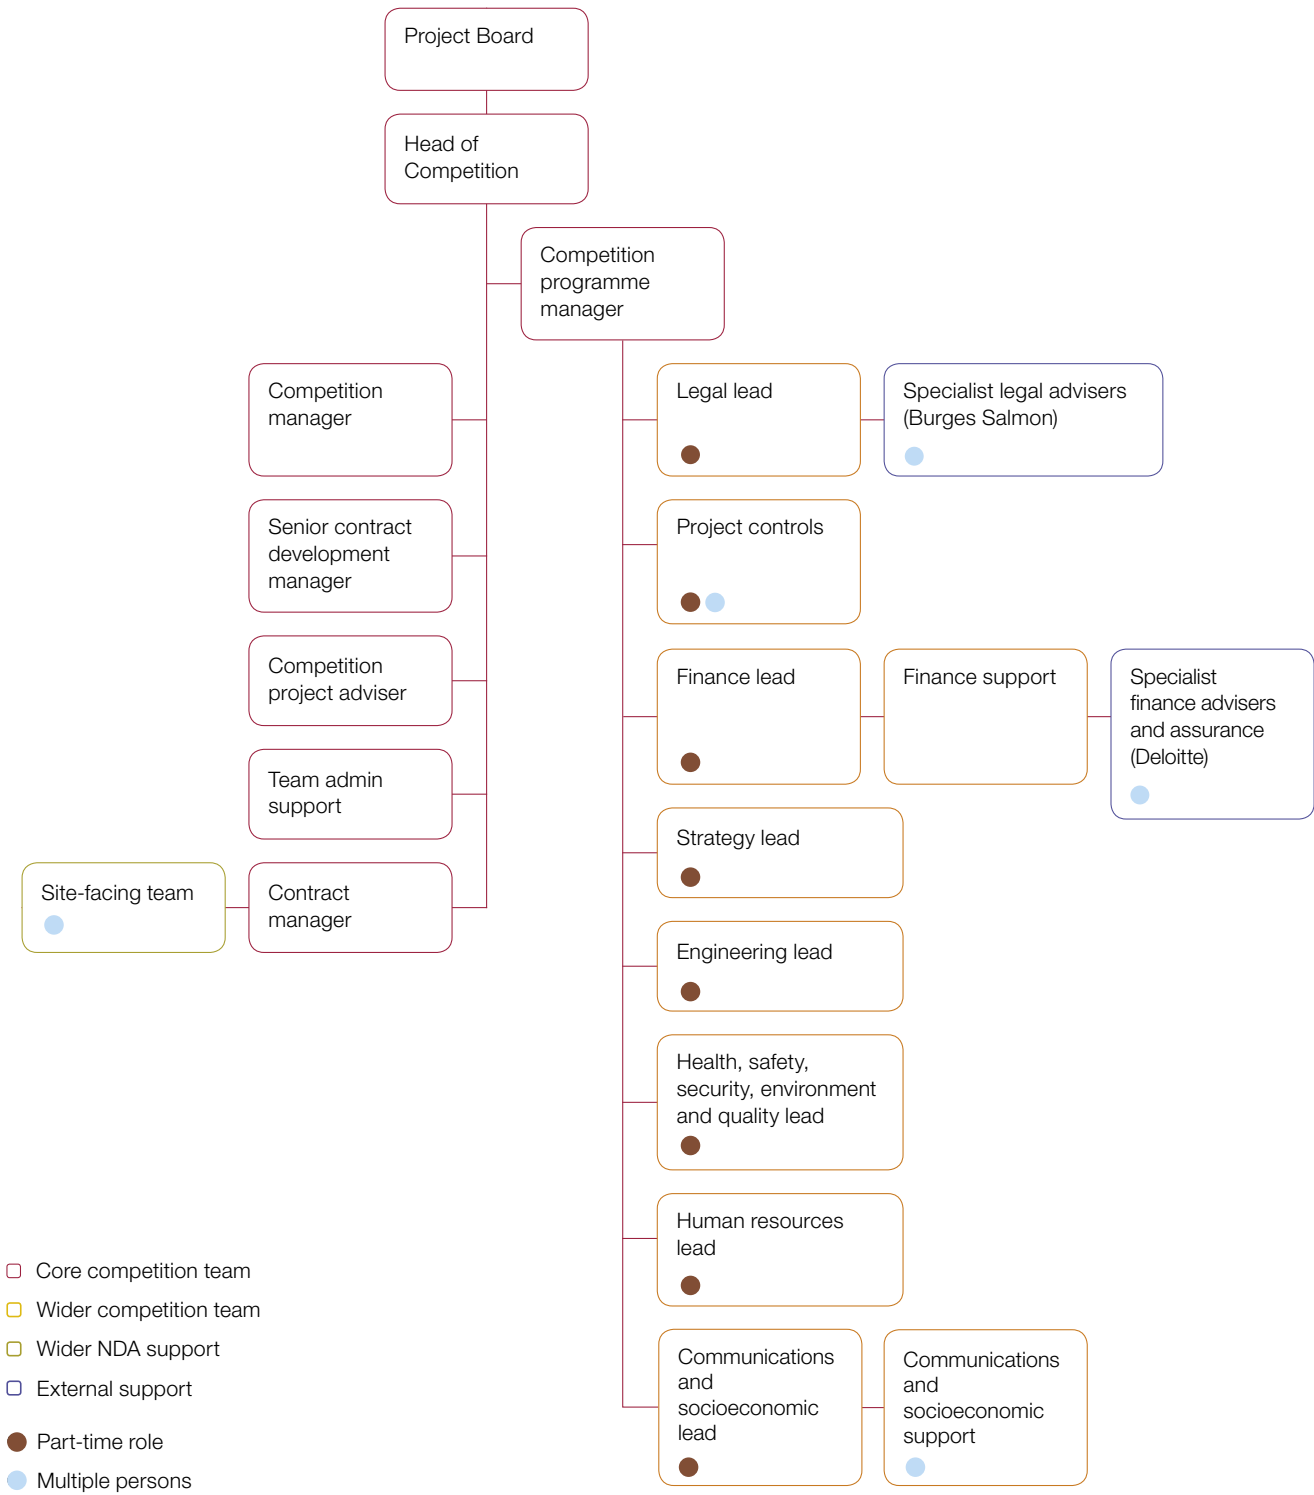 Project Board
Head of
Competition
Competition
programme
manager
Competition
manager
Legal lead
Specialist legal advisers
(Burges Salmon)
Senior contract
development
manager
Project controls
Competition
project adviser
Finance lead
Finance support
Specialist
finance advisers
and assurance
(Deloitte)
Team admin
support
Strategy lead
Site-facing team
Contract
manager
Engineering lead
Health, safety,
security, environment
and quality lead
Human resources
lead
Communications
and
socioeconomic
lead
Communications
and
socioeconomic
support
Core competition team
Wider competition team
Wider NDA support
External support
Part-time role
Multiple persons